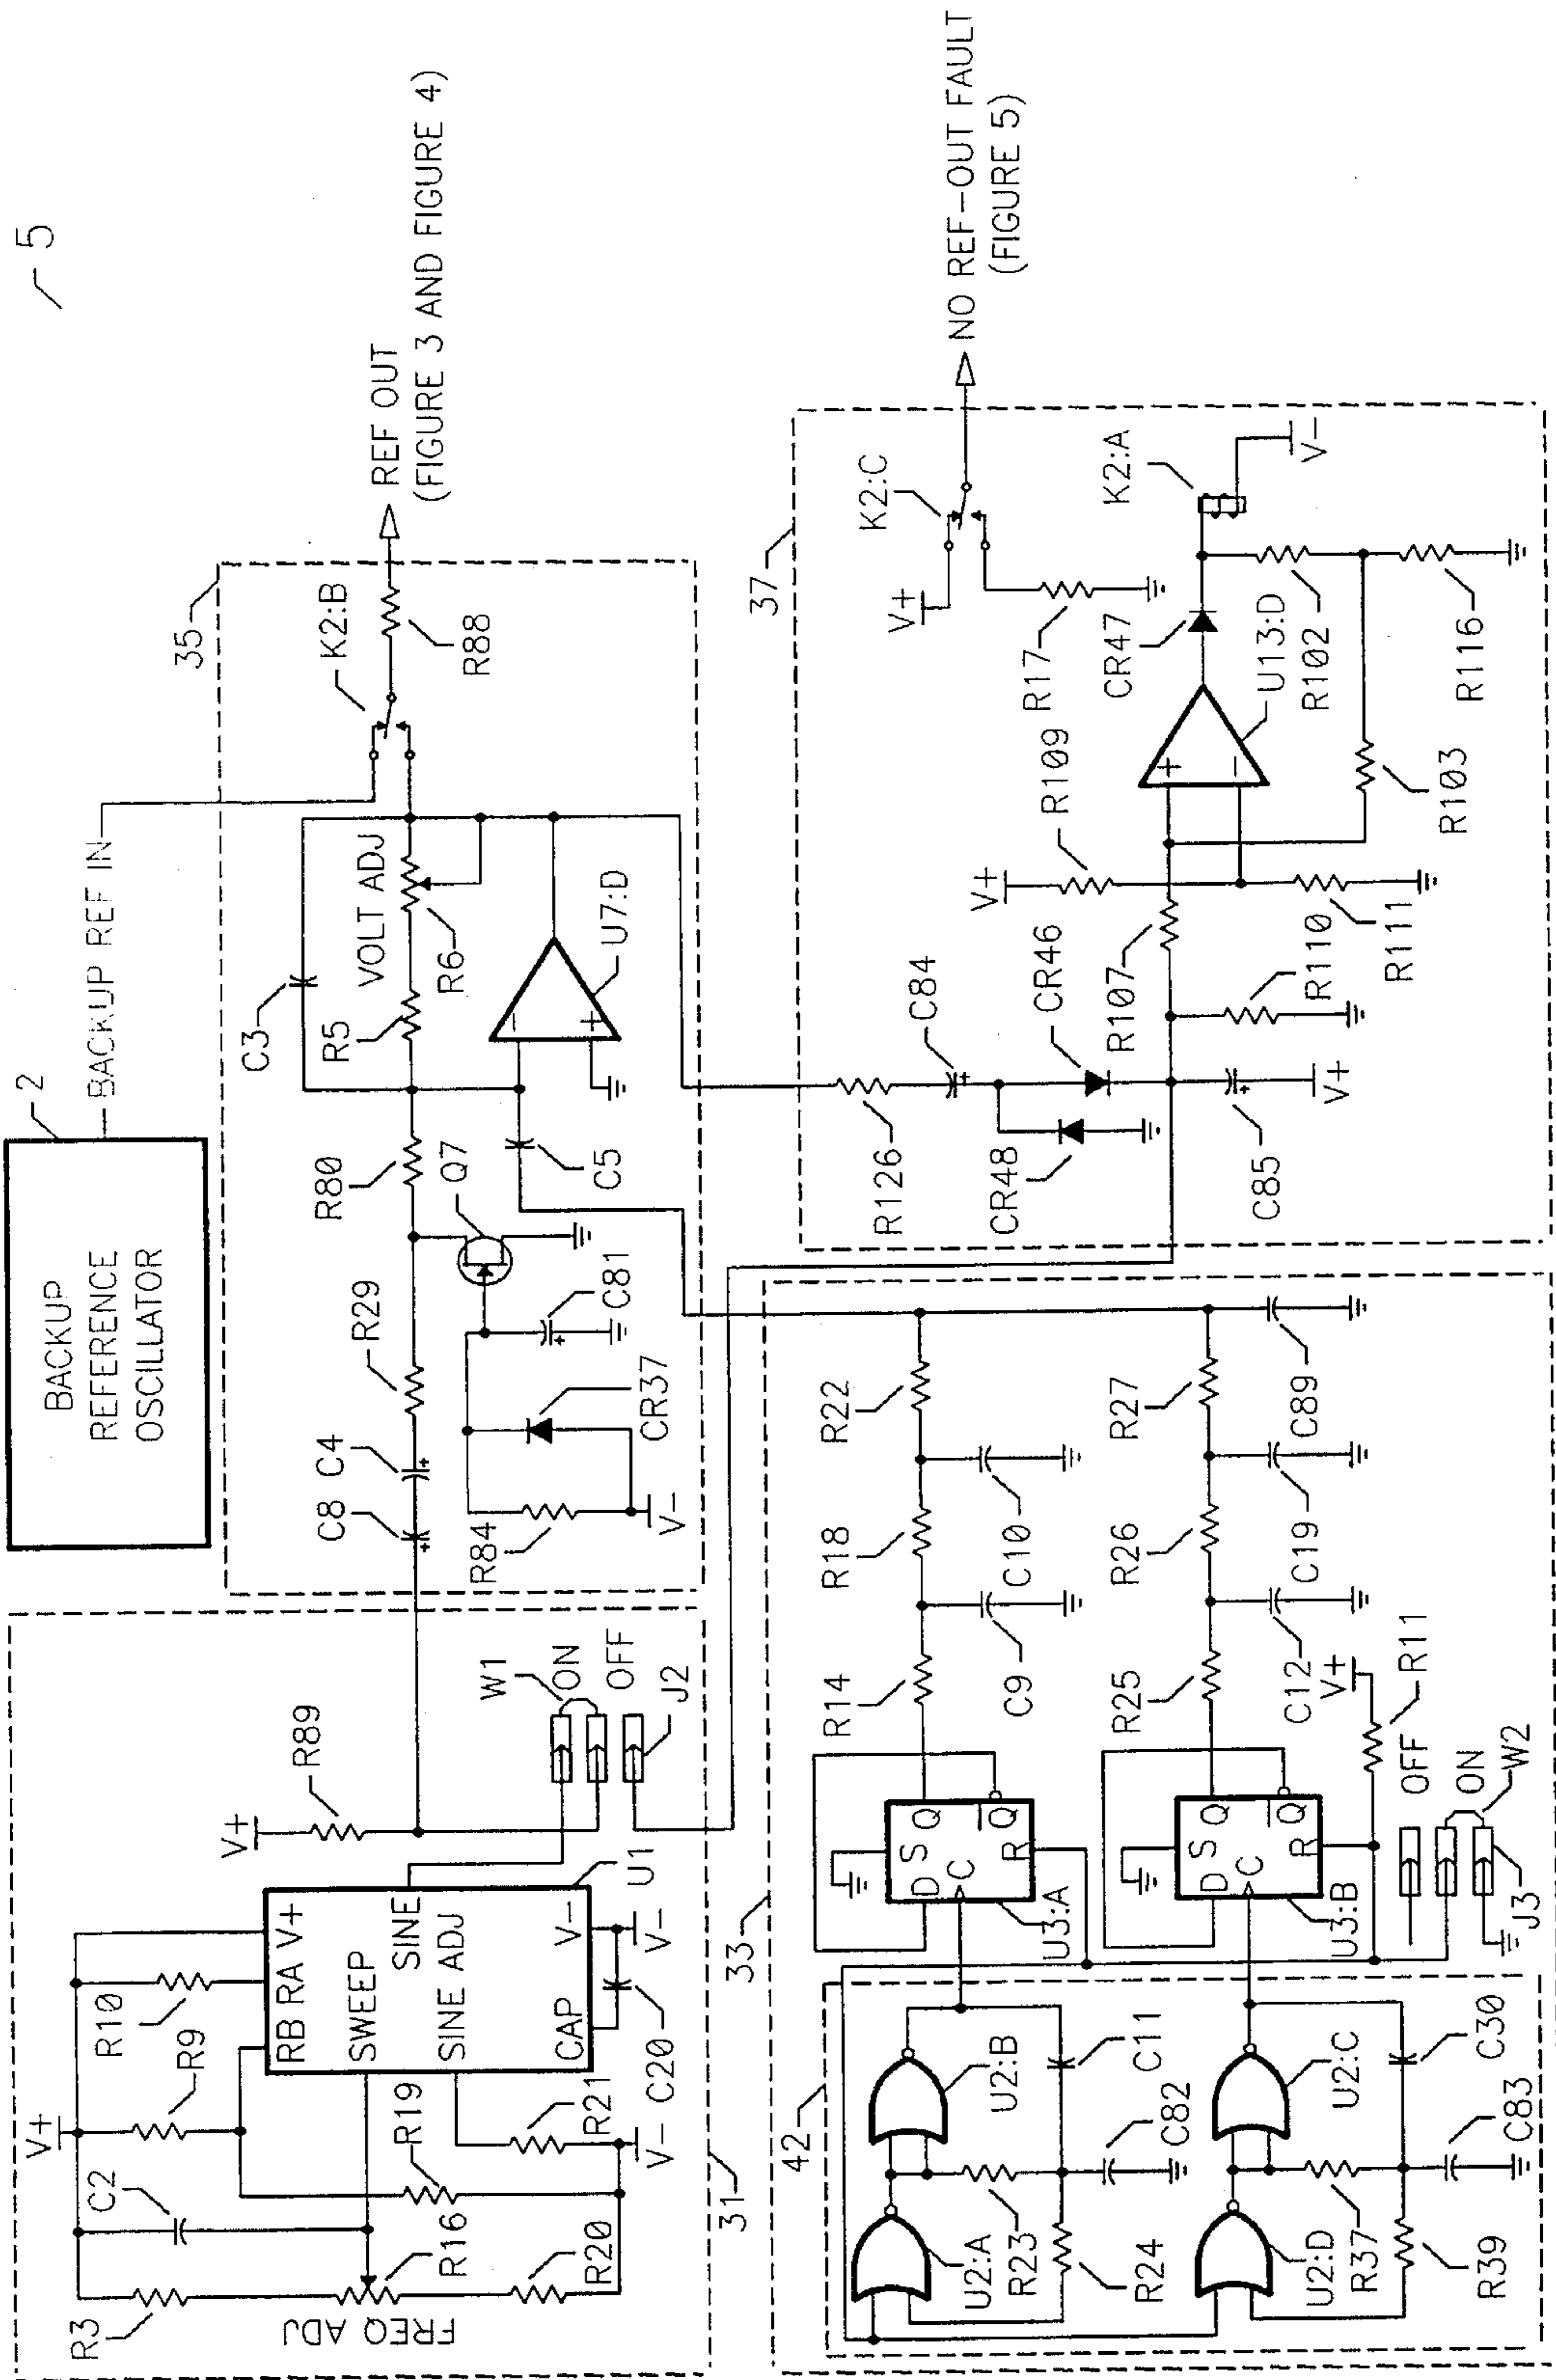 5
2
BACKUP
REFERENCE
OSCILLATOR
BACKUP REF IN
35
K2:B
REF OUT
(FIGURE 3 AND FIGURE 4)
R88
C3
VOLT ADJ
R5
R6
U7:D
−
+
R80
Q7
C5
R29
C81
C8
C4
CR37
R84
V-
V+
R89
W1
ON
OFF
J2
V+
R10
R9
C2
R3
FREQ ADJ
R16
R20
R19
R21
V-
C20
V-
U1
RB
RA
V+
SWEEP
SINE
SINE ADJ
CAP
V-
31
33
42
U2:A
U2:B
R23
R24
C82
C11
U2:D
U2:C
R37
R39
C83
C30
S
D
Q
C
Q
R
U3:A
S
D
Q
C
Q
R
U3:B
R14
R18
R22
C9
C10
R25
R26
R27
C12
C19
C89
V+
R11
OFF
ON
W2
J3
37
K2:C
V+
R17
NO REF-OUT FAULT
(FIGURE 5)
R126
C84
CR46
CR48
C85
V+
R107
R110
R111
V+
R109
+
−
U13:D
CR47
K2:A
V-
R102
R103
R116